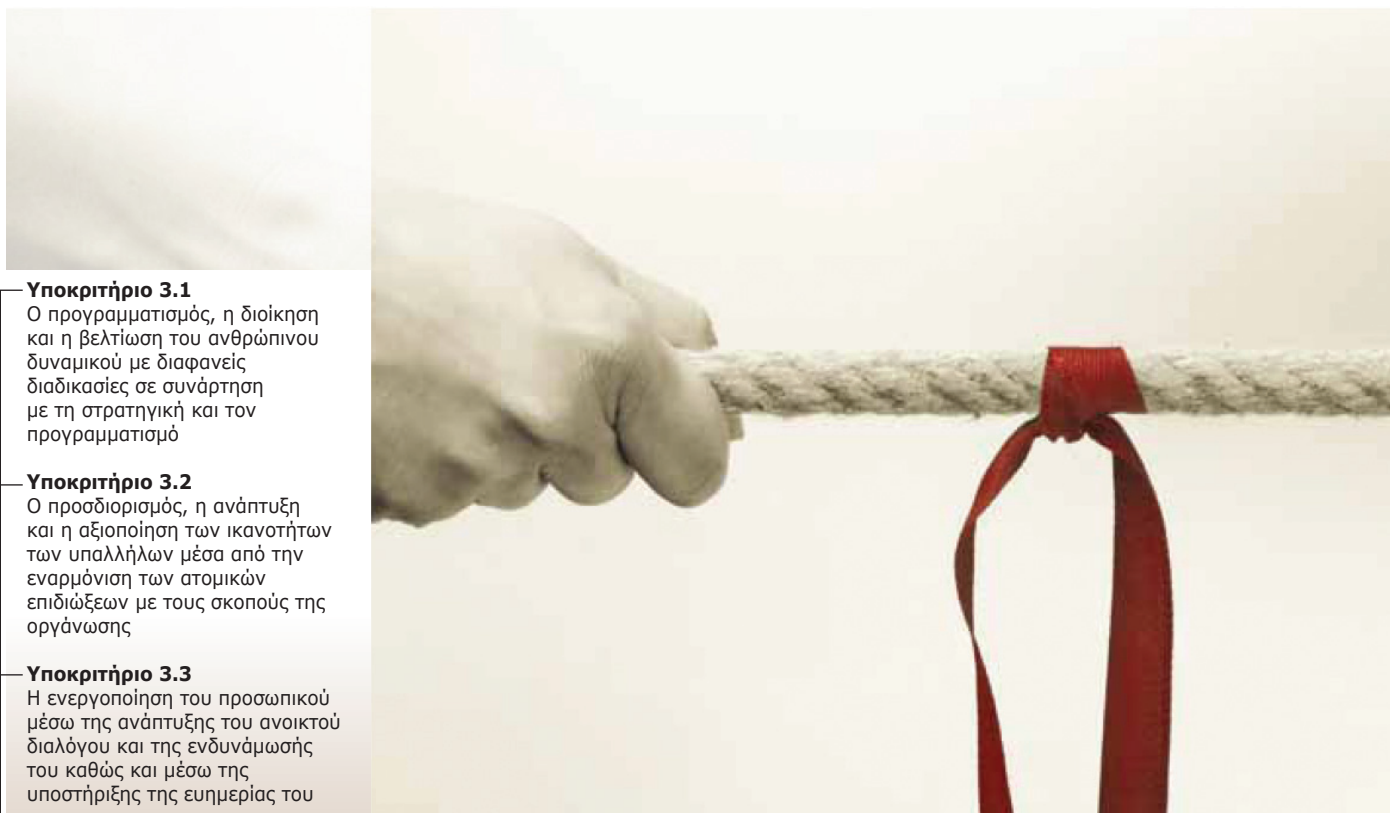 Υποκριτήριο 3.1
Ο προγραμματισμός, η διοίκηση
και η βελτίωση του ανθρώπινου
δυναμικού με διαφανείς
διαδικασίες σε συνάρτηση
με τη στρατηγική και τον
προγραμματισμό
Υποκριτήριο 3.2
Ο προσδιορισμός, η ανάπτυξη
και η αξιοποίηση των ικανοτήτων
των υπαλλήλων μέσα από την
εναρμόνιση των ατομικών
επιδιώξεων με τους σκοπούς της
οργάνωσης
Υποκριτήριο 3.3
Η ενεργοποίηση του προσωπικού
μέσω της ανάπτυξης του ανοικτού
διαλόγου και της ενδυνάμωσής
του καθώς και μέσω της
υποστήριξης της ευημερίας του